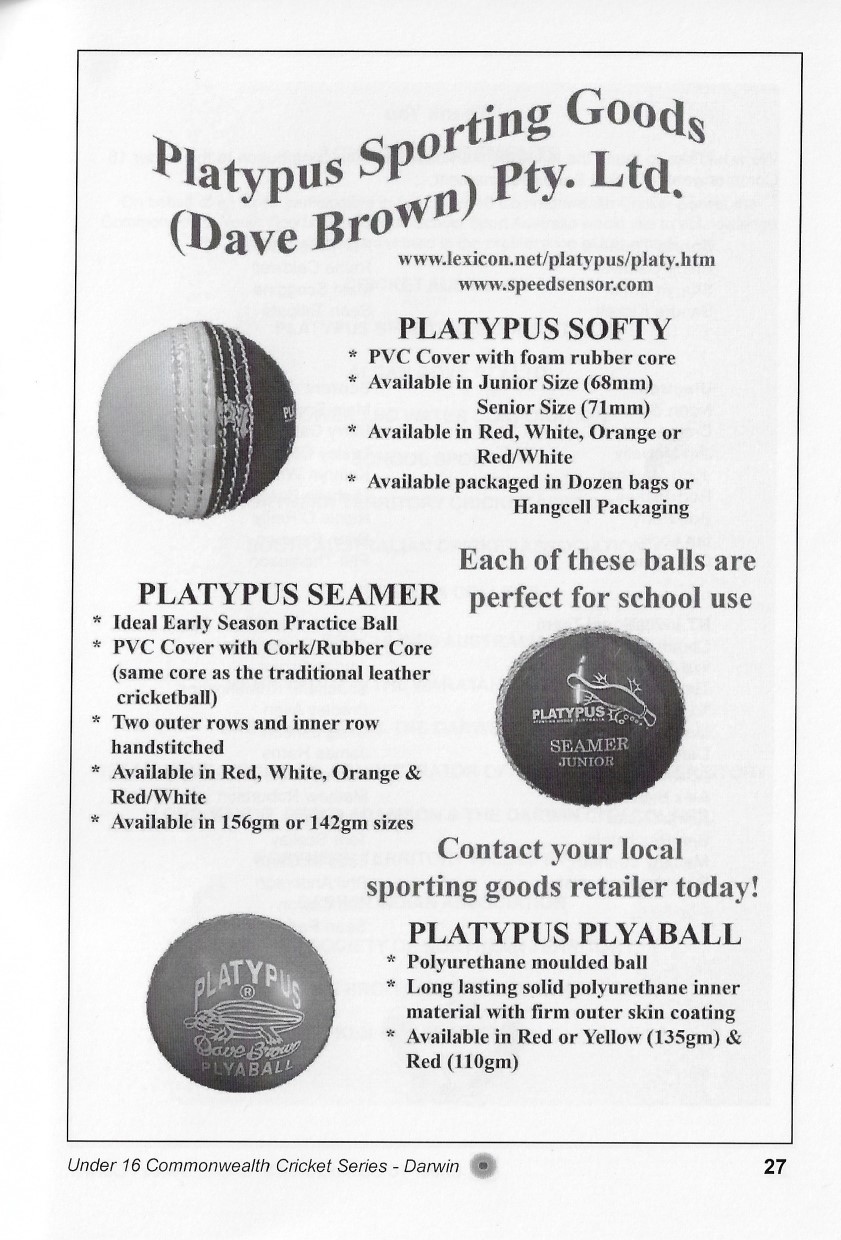 Platypus Sporting Goods
(Dave Brown) Pty. Ltd.
www.lexicon.net/platypus/platy.htm
www.speedsensor.com
PLATYPUS SOFTY
* PVC Cover with foam rubber core
* Available in Junior Size (68mm)
Senior Size (71mm)
* Available in Red, White, Orange or
Red/White
* Available packaged in Dozen bags or
Hangcell Packaging
Each of these balls are
perfect for school use
PLATYPUS SEAMER
* Ideal Early Season Practice Ball
* PVC Cover with Cork/Rubber Core
(same core as the traditional leather
cricketball)
* Two outer rows and inner row
handstitched
* Available in Red, White, Orange &
Red/White
* Available in 156gm or 142gm sizes
PLATYPUS
SEAMER
JUNIOR
Contact your local
sporting goods retailer today!
PLATYPUS PLYABALL
* Polyurethane moulded ball
* Long lasting solid polyurethane inner
material with firm outer skin coating
* Available in Red or Yellow (135gm) &
Red (110gm)
PLATYPUS
®
Dave Brown
PLYABALL
Under 16 Commonwealth Cricket Series - Darwin
27